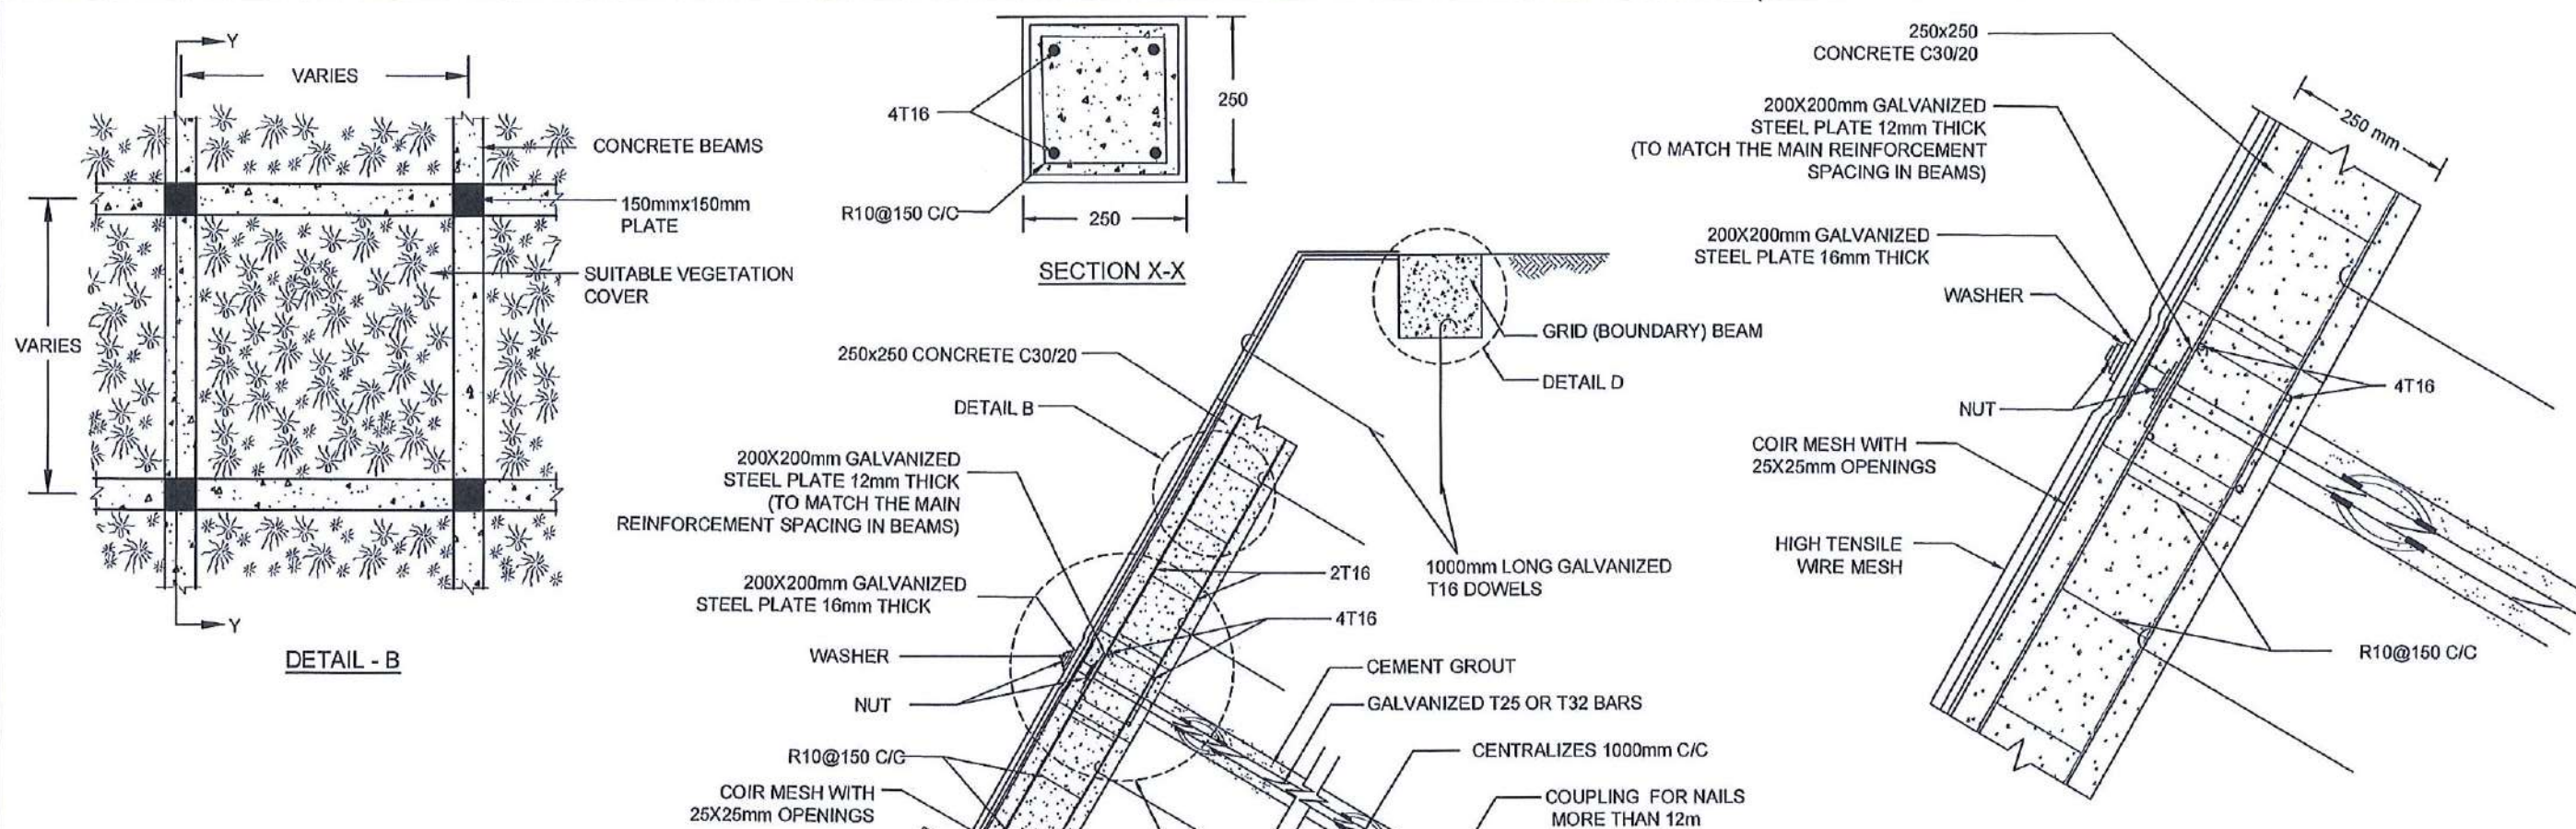 Y
VARIES
CONCRETE BEAMS
150mmx150mm
PLATE
SUITABLE VEGETATION
COVER
VARIES
Y
DETAIL - B
4T16
250
R10@150 C/C
250
SECTION X-X
GRID (BOUNDARY) BEAM
DETAIL D
250x250 CONCRETE C30/20
DETAIL B
200X200mm GALVANIZED
STEEL PLATE 12mm THICK
(TO MATCH THE MAIN
REINFORCEMENT SPACING IN BEAMS)
200X200mm GALVANIZED
STEEL PLATE 16mm THICK
WASHER
NUT
R10@150 C/C
COIR MESH WITH
25X25mm OPENINGS
1000mm LONG GALVANIZED
T16 DOWELS
2T16
4T16
CEMENT GROUT
GALVANIZED T25 OR T32 BARS
CENTRALIZES 1000mm C/C
COUPLING FOR NAILS
MORE THAN 12m
250x250
CONCRETE C30/20
200X200mm GALVANIZED
STEEL PLATE 12mm THICK
(TO MATCH THE MAIN REINFORCEMENT
SPACING IN BEAMS)
200X200mm GALVANIZED
STEEL PLATE 16mm THICK
WASHER
NUT
COIR MESH WITH
25X25mm OPENINGS
HIGH TENSILE
WIRE MESH
250 mm
4T16
R10@150 C/C